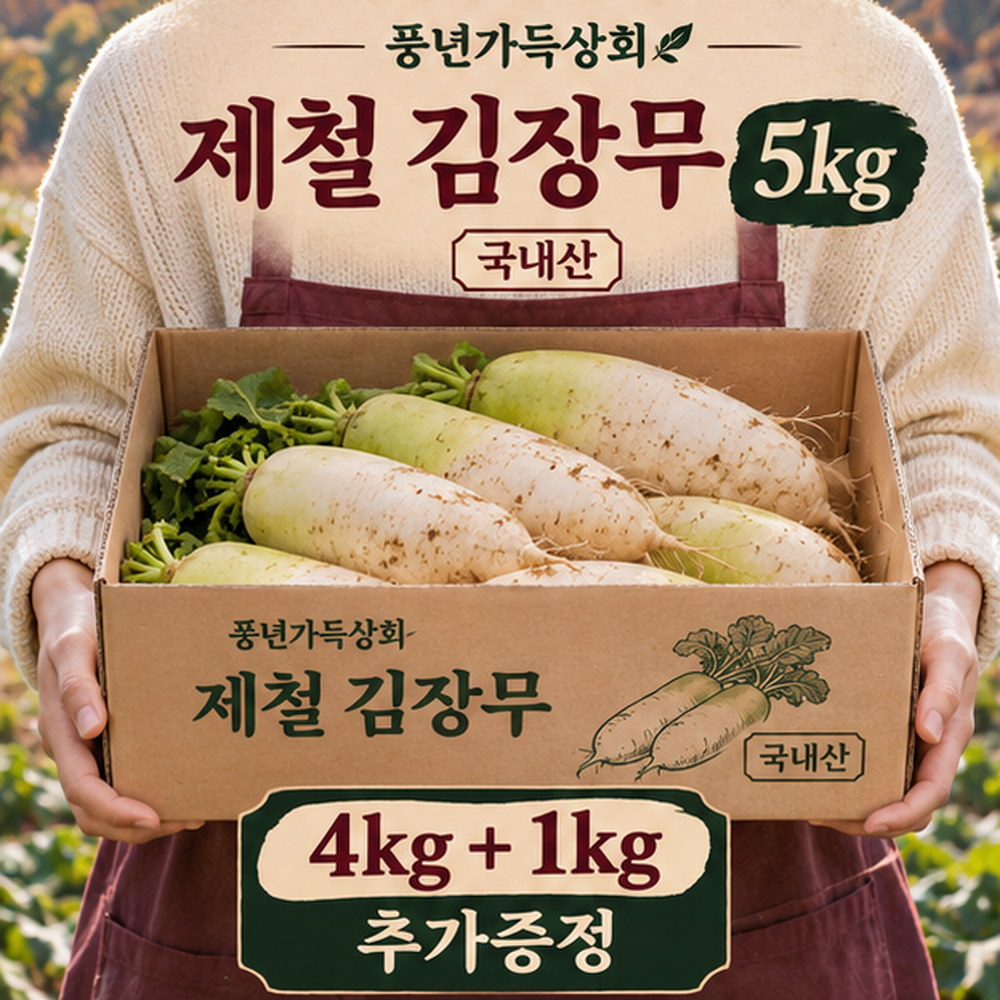 풍년가득상회
제철 김장무 5kg
국내산
풍년가득상회
제철 김장무
국내산
4kg + 1kg
추가증정